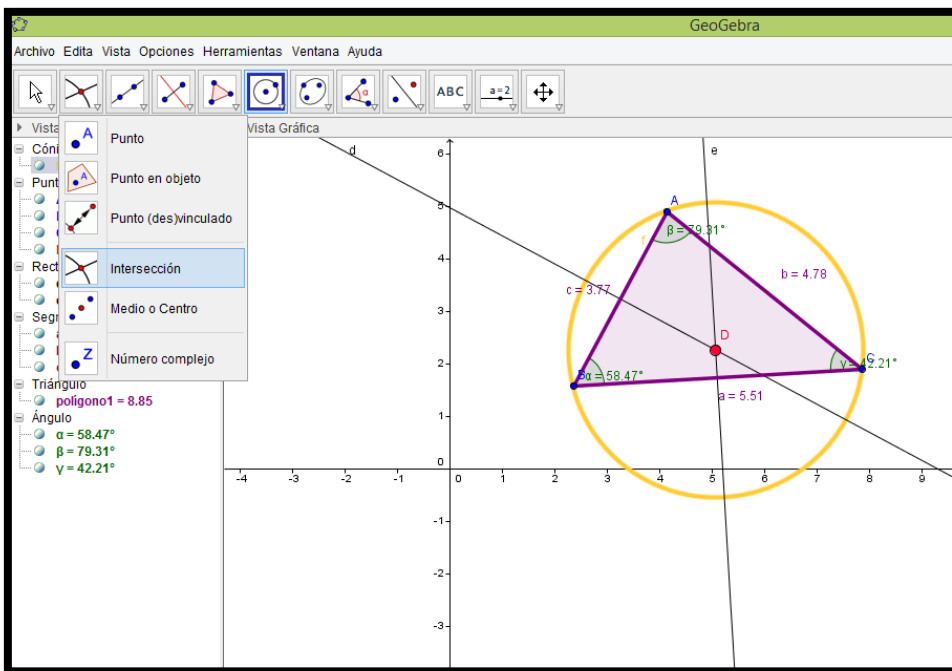 GeoGebra
Archivo Edita Vista Opciones Herramientas Ventana Ayuda
ABC
a=2
α
Vista
Vista Gráfica
A Punto
A Punto en objeto
Punto (des)vinculado
Intersección
Medio o Centro
Z Número complejo
Cóni
Punt
Rect
Seg
Triángulo
polígono1 = 8.85
Ángulo
α = 58.47°
β = 79.31°
γ = 42.21°
d
e
A
β = 79.31°
f
b = 4.78
c = 3.77
D
C
γ = 42.21°
B
α = 58.47°
a = 5.51
6
5
4
3
2
1
0
-1
-2
-3
-4 -3 -2 -1 0 1 2 3 4 5 6 7 8 9